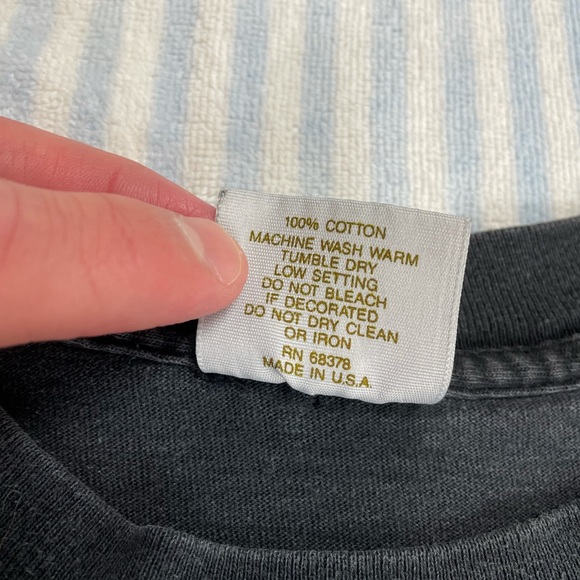 100% COTTON
MACHINE WASH WARM
TUMBLE DRY
LOW SETTING
DO NOT BLEACH
IF DECORATED
DO NOT DRY CLEAN
OR IRON
RN 68378
MADE IN U.S.A.